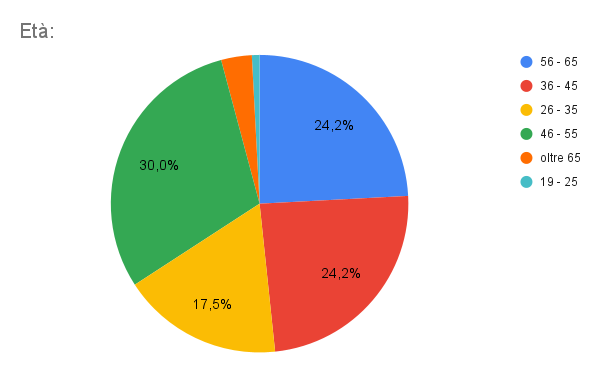 Età:
56 - 65
36 - 45
26 - 35
46 - 55
oltre 65
19 - 25
24,2%
24,2%
17,5%
30,0%